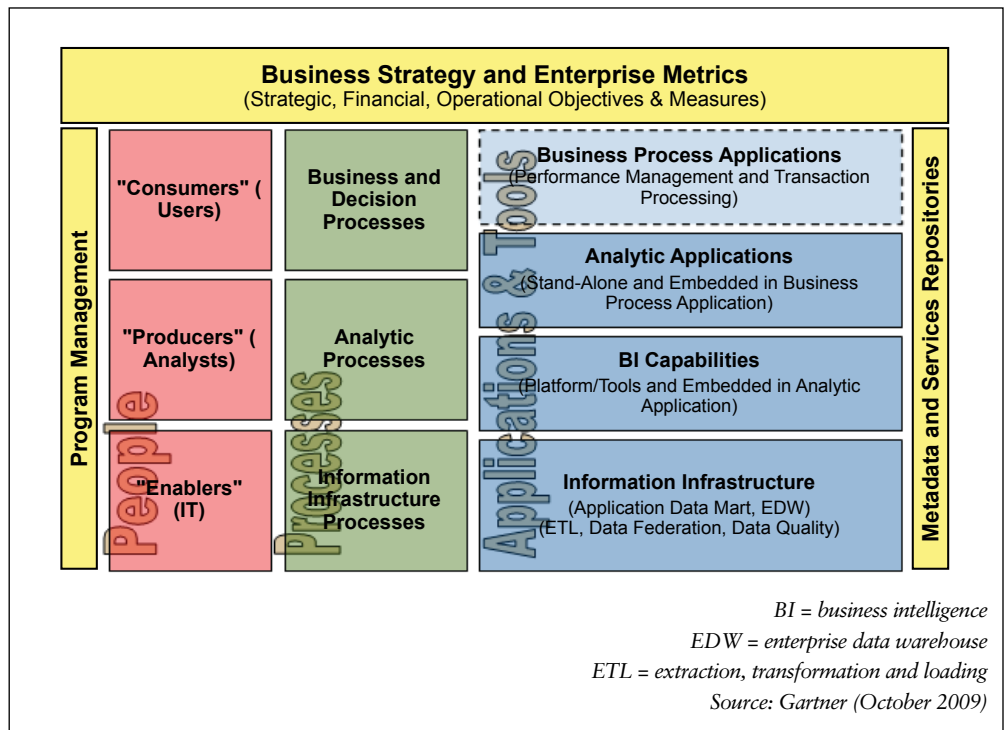 Business Strategy and Enterprise Metrics
(Strategic, Financial, Operational Objectives & Measures)
Program Management
"Consumers" (
Users)
"Producers" (
Analysts)
"Enablers"
(IT)
People
Business and
Decision
Processes
Analytic
Processes
Information
Infrastructure
Processes
Processes
Business Process Applications
(Performance Management and Transaction
Processing)
Analytic Applications
(Stand-Alone and Embedded in Business
Process Application)
BI Capabilities
(Platform/Tools and Embedded in Analytic
Application)
Information Infrastructure
(Application Data Mart, EDW)
(ETL, Data Federation, Data Quality)
Applications & Tools
Metadata and Services Repositories
BI = business intelligence
EDW = enterprise data warehouse
ETL = extraction, transformation and loading
Source: Gartner (October 2009)